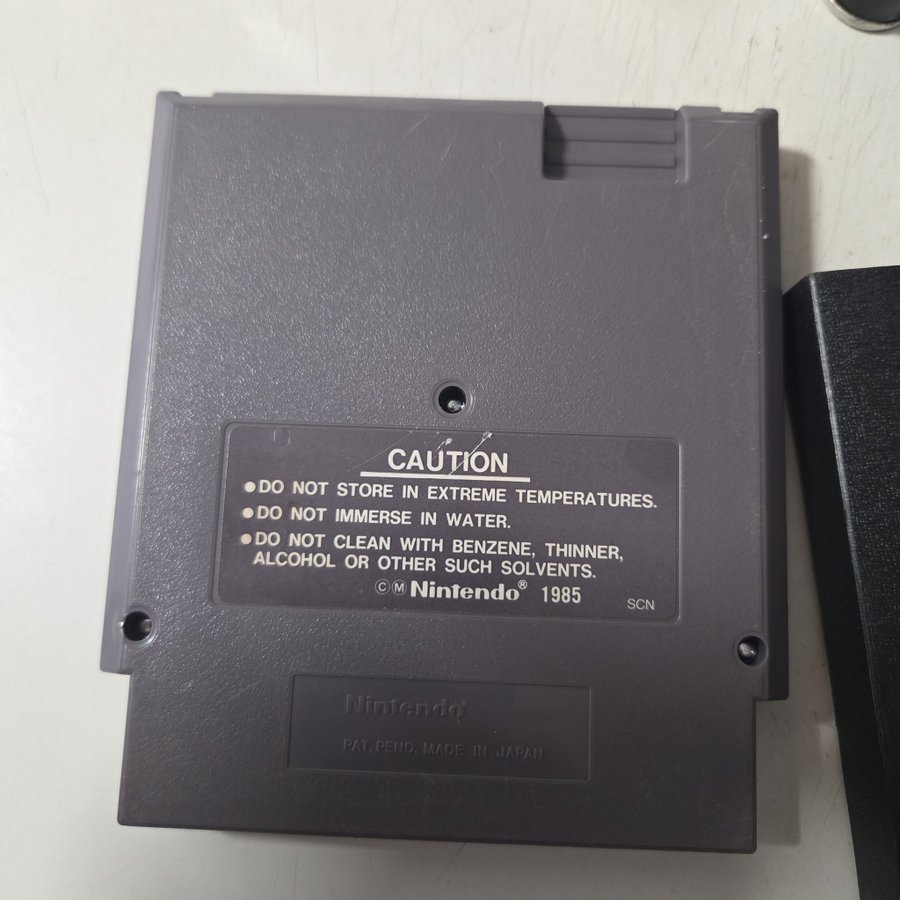 CAUTION
●DO NOT STORE IN EXTREME TEMPERATURES.
●DO NOT IMMERSE IN WATER.
●DO NOT CLEAN WITH BENZENE, THINNER,
ALCOHOL OR OTHER SUCH SOLVENTS.
ⒸⓂNintendo® 1985
SCN
Nintendo®
PAT. PEND. MADE IN JAPAN